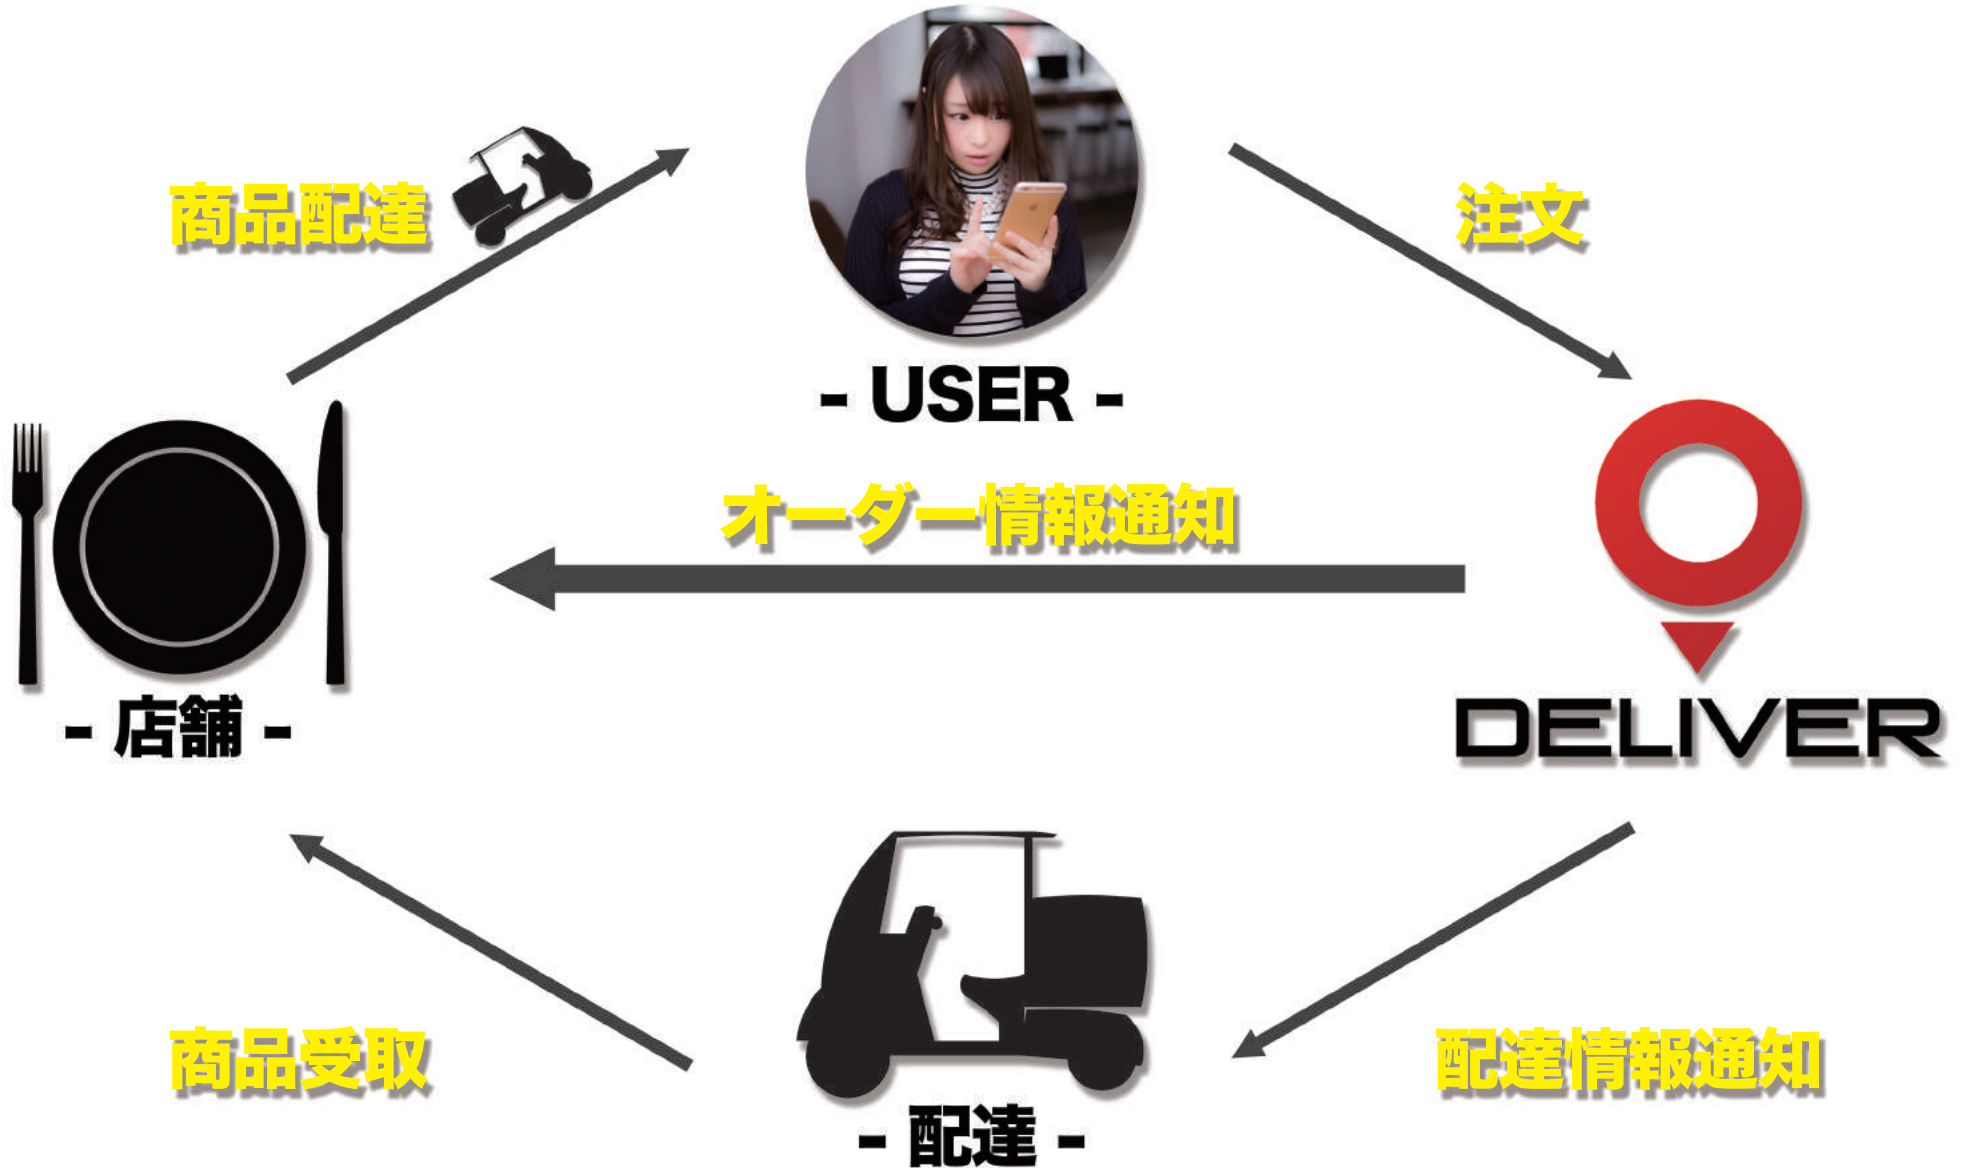 商品配達
注文
- USER -
オーダー情報通知
- 店舗 -
DELIVER
商品受取
配達情報通知
- 配達 -